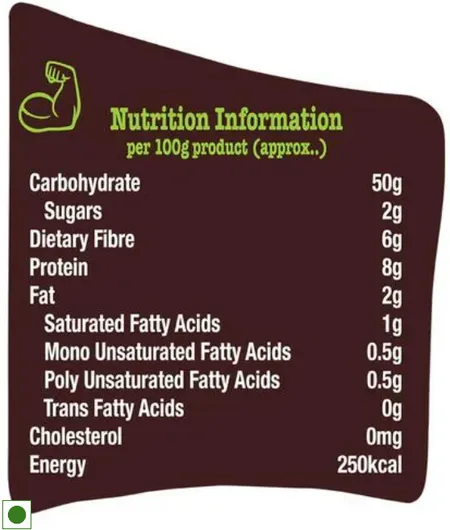 Nutrition Information
per 100g product (approx..)
Carbohydrate 50g
Sugars 2g
Dietary Fibre 6g
Protein 8g
Fat 2g
Saturated Fatty Acids 1g
Mono Unsaturated Fatty Acids 0.5g
Poly Unsaturated Fatty Acids 0.5g
Trans Fatty Acids 0g
Cholesterol 0mg
Energy 250kcal